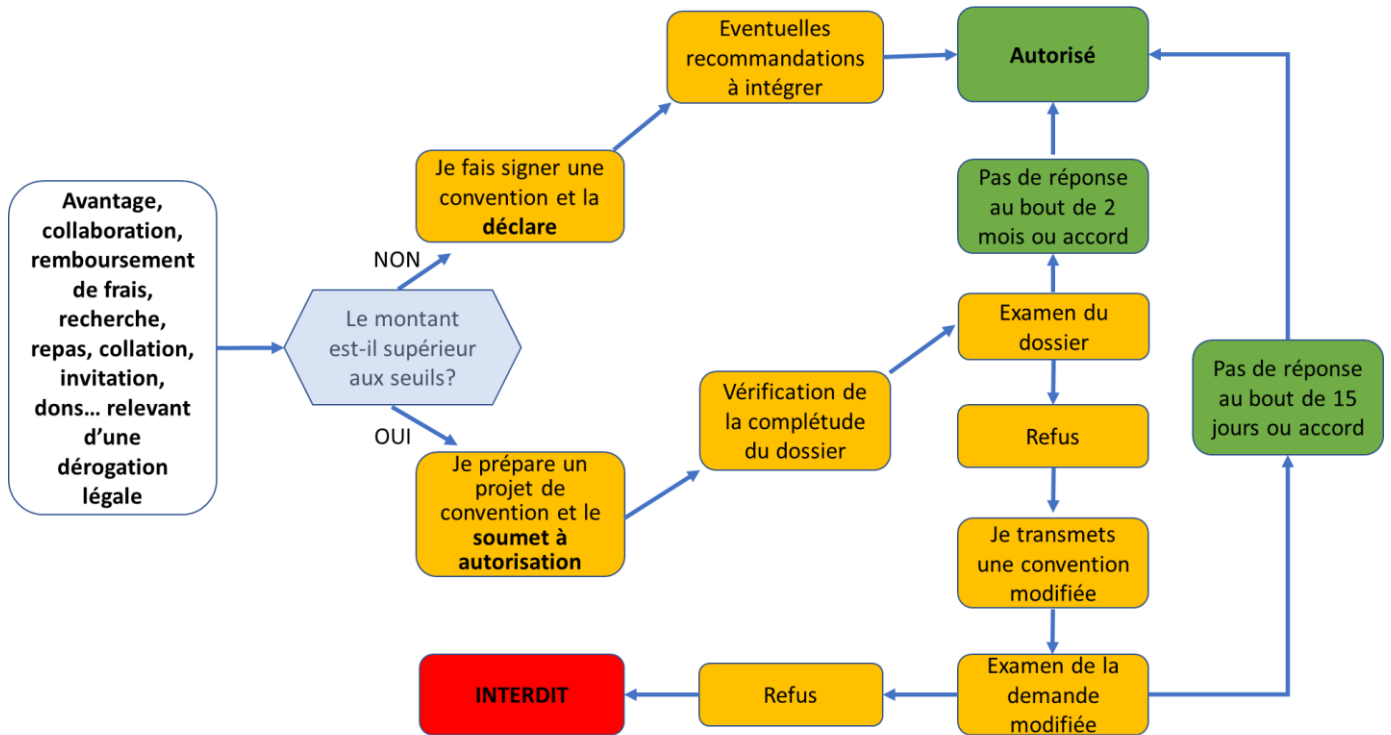 Avantage,
collaboration,
remboursement
de frais,
recherche,
repas, collation,
invitation,
dons… relevant
d’une
dérogation
légale
Le montant
est-il supérieur
aux seuils?
NON
Je fais signer une
convention et la
déclare
Eventuelles
recommandations
à intégrer
Autorisé
OUI
Je prépare un
projet de
convention et le
soumet à
autorisation
Vérification de
la complétude
du dossier
Examen du
dossier
Pas de réponse
au bout de 2
mois ou accord
Refus
Je transmets
une convention
modifiée
Examen de la
demande
modifiée
Pas de réponse
au bout de 15
jours ou accord
Refus
INTERDIT